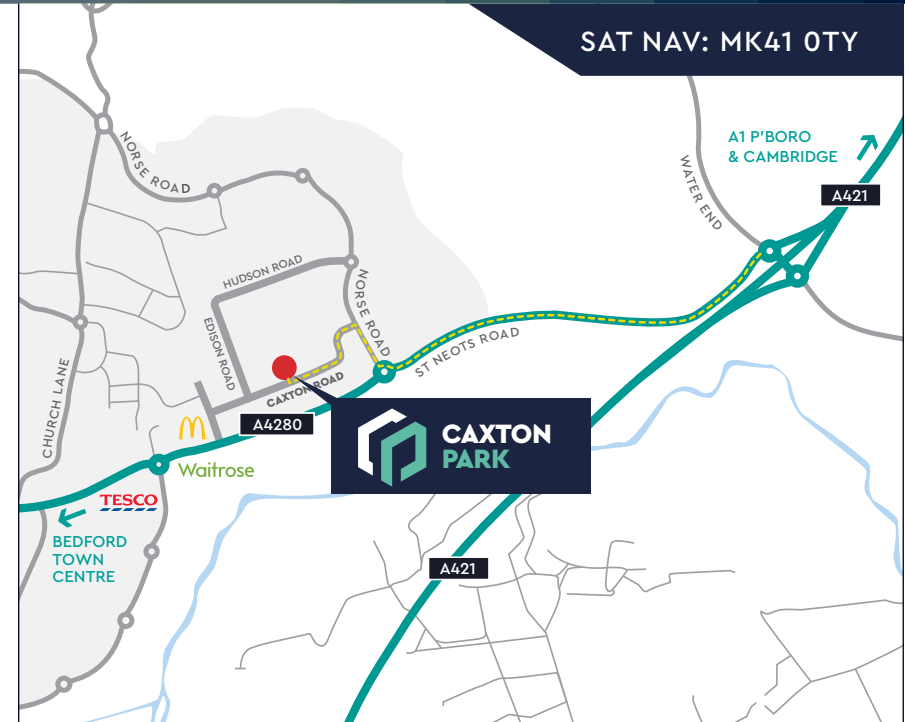 SAT NAV: MK41 0TY
A1 P'BORO
& CAMBRIDGE
A421
WATER END
NORSE ROAD
HUDSON ROAD
NORSE ROAD
EDISON ROAD
ST NEOTS ROAD
CAXTON ROAD
CHURCH LANE
A4280
CAXTON
PARK
Waitrose
TESCO
BEDFORD
TOWN
CENTRE
A421